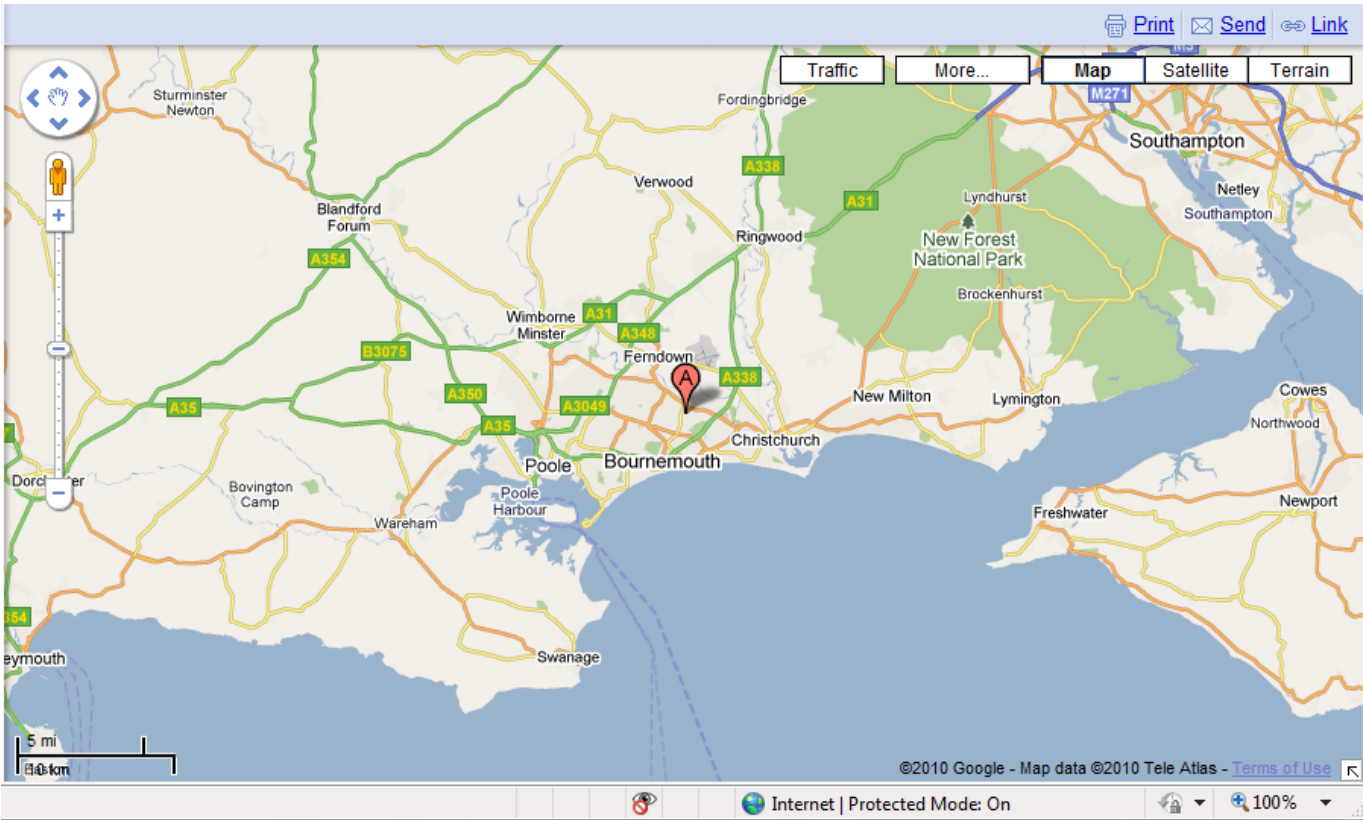 Print Send Link
Traffic More... Map Satellite Terrain
M271
Sturminster
Newton
Fordingbridge
Southampton
A338
Verwood
Netley
Lyndhurst
A31
Southampton
Blandford
Forum
Ringwood
New Forest
National Park
A354
Brockenhurst
Wimborne
Minster
A31
A348
B3075
Ferndown
A
A338
A350
A35
A3049
New Milton
Lymington
Cowes
Northwood
A35
Christchurch
Poole
Bournemouth
Bovington
Camp
Poole
Harbour
Newport
Freshwater
Wareham
Swanage
eymouth
5 mi
10 km
©2010 Google - Map data ©2010 Tele Atlas - Terms of Use
Internet | Protected Mode: On
100%